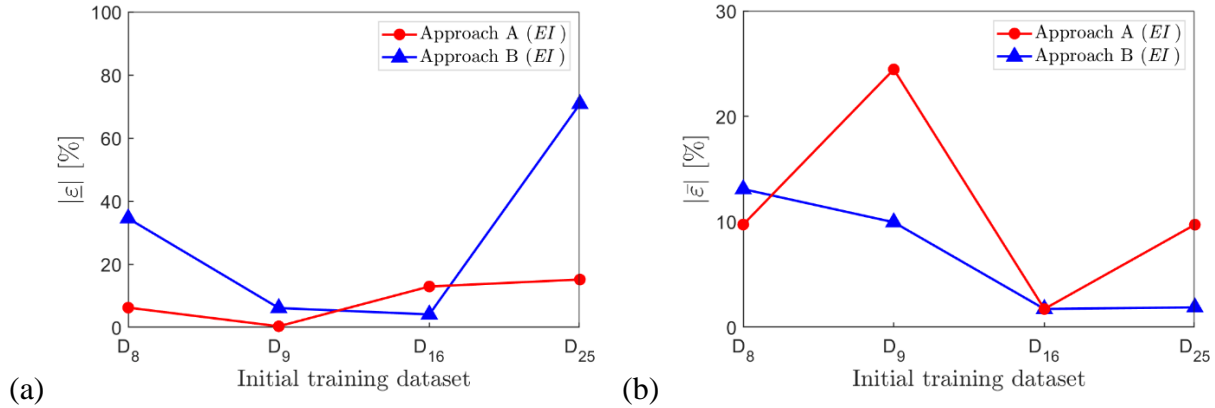 100
80
60
40
20
0
|ε̲| [%]
Approach A (EI)
Approach B (EI)
D₈ D₉ D₁₆ D₂₅
Initial training dataset
(a)
30
20
10
0
|ε̄| [%]
Approach A (EI)
Approach B (EI)
D₈ D₉ D₁₆ D₂₅
Initial training dataset
(b)